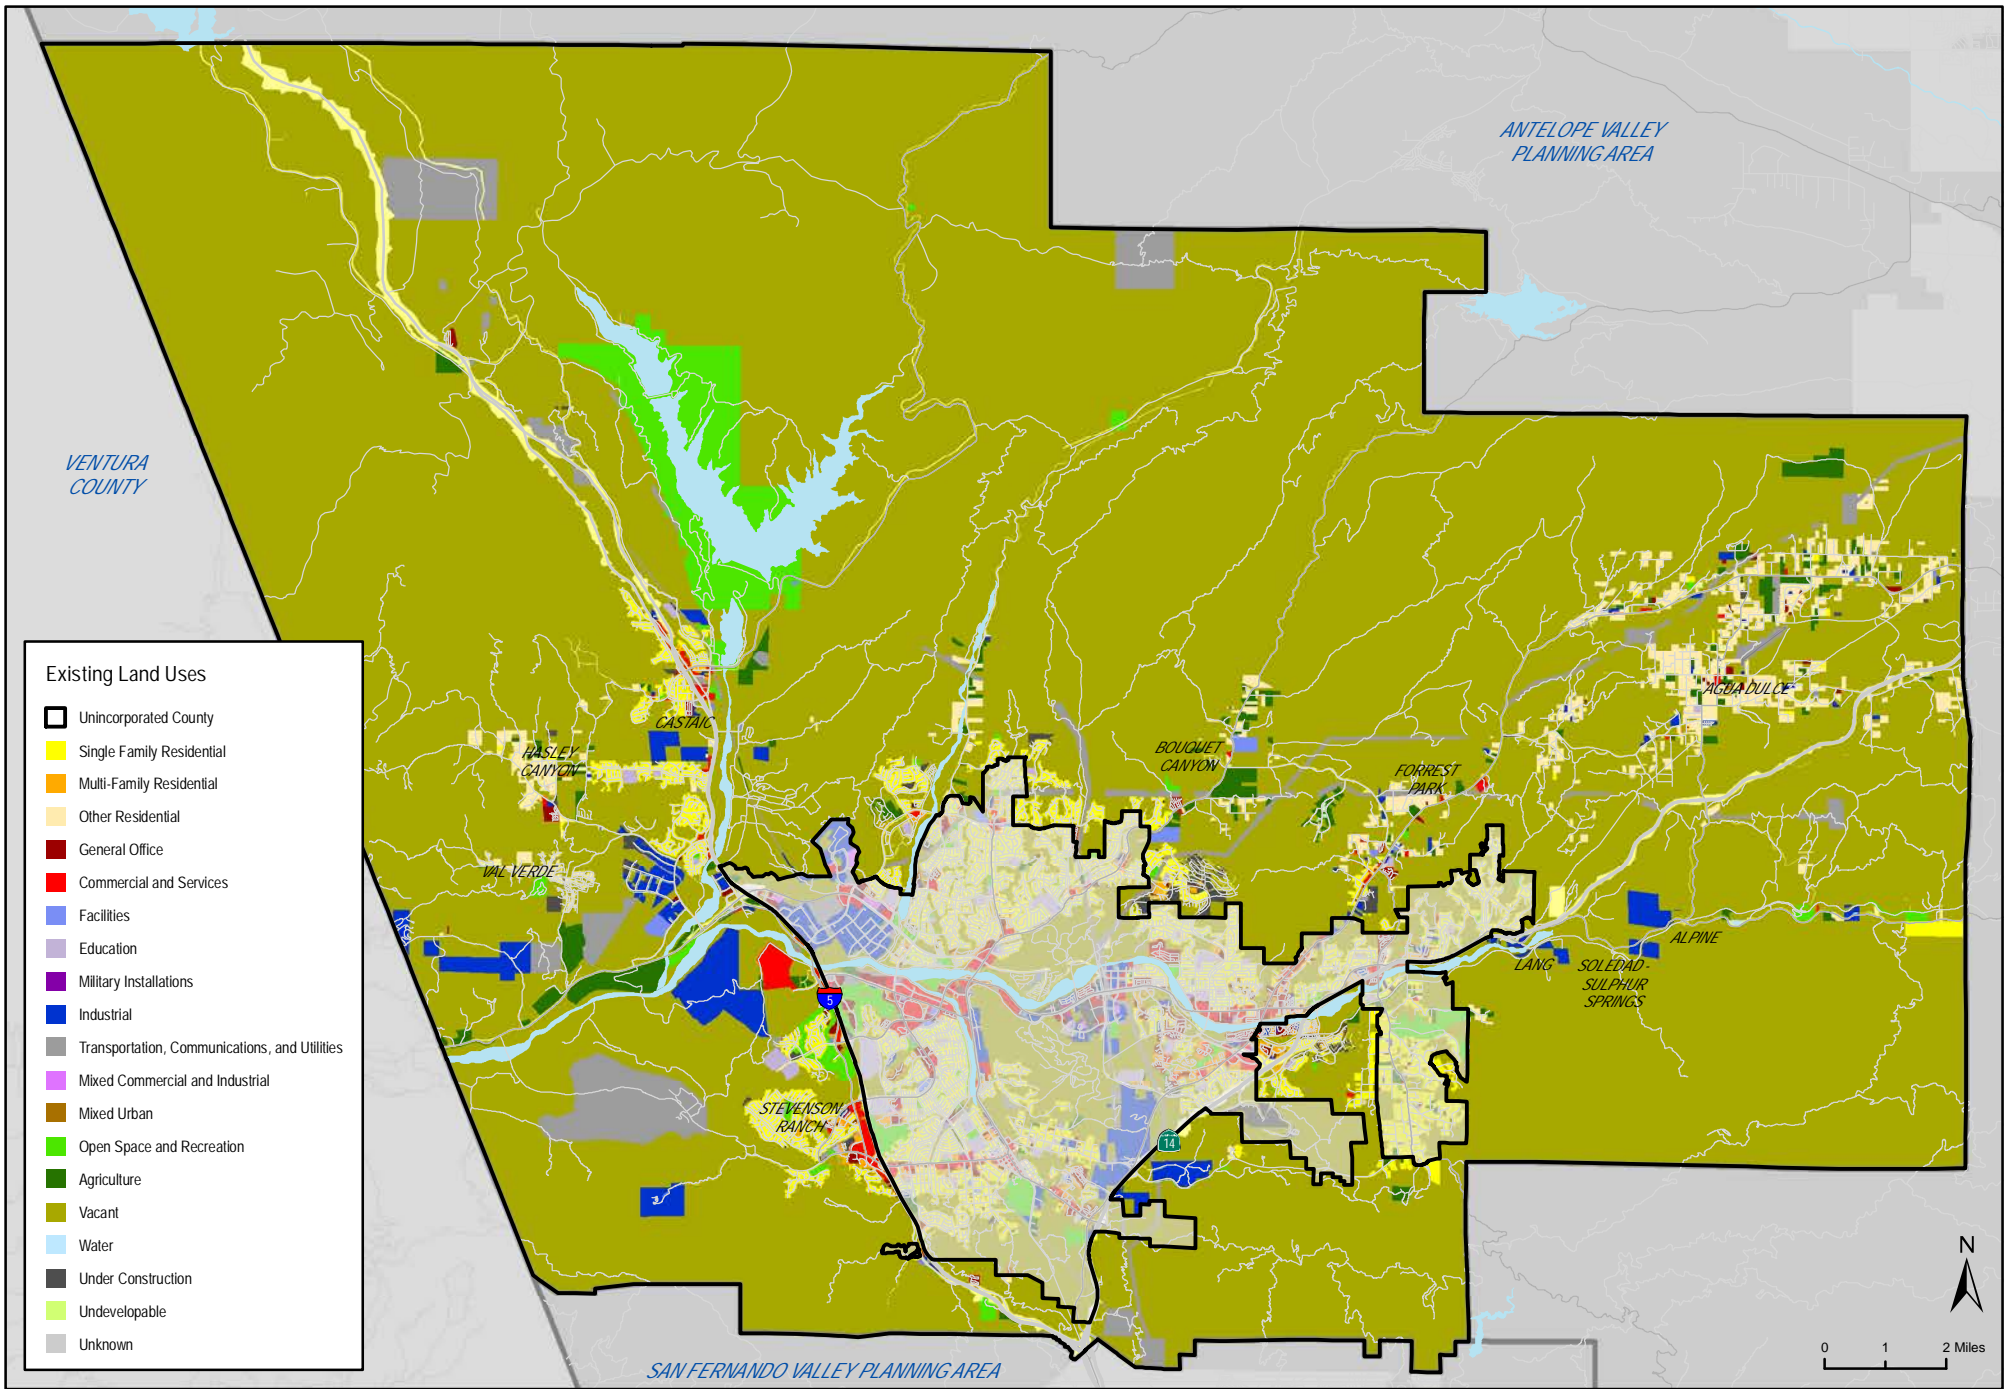 ANTELOPE VALLEY
PLANNING AREA
VENTURA
COUNTY
CASTAIC
HASLEY
CANYON
VAL VERDE
BOUQUET
CANYON
FORREST
PARK
AGUA DULCE
ALPINE
LANG
SOLEDAD -
SULPHUR
SPRINGS
STEVENSON
RANCH
5
14
SAN FERNANDO VALLEY PLANNING AREA
Existing Land Uses
Unincorporated County
Single Family Residential
Multi-Family Residential
Other Residential
General Office
Commercial and Services
Facilities
Education
Military Installations
Industrial
Transportation, Communications, and Utilities
Mixed Commercial and Industrial
Mixed Urban
Open Space and Recreation
Agriculture
Vacant
Water
Under Construction
Undevelopable
Unknown
N
0 1 2 Miles